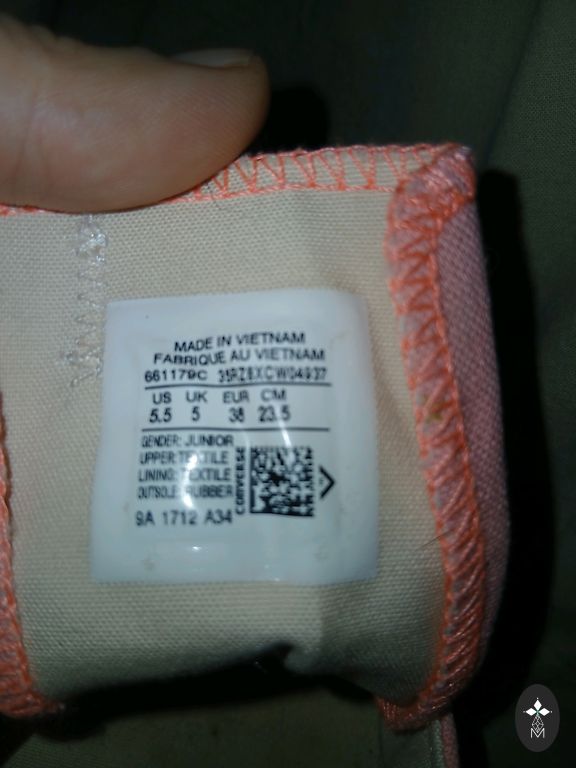 MADE IN VIETNAM
FABRIQUE AU VIETNAM
661179C 35RZ8XCW04937
US UK EUR CM
5.5 5 38 23.5
GENDER: JUNIOR
UPPER: TEXTILE
LINING: TEXTILE
OUTSOLE: RUBBER
CONVERSE
9A 1712 A34
M